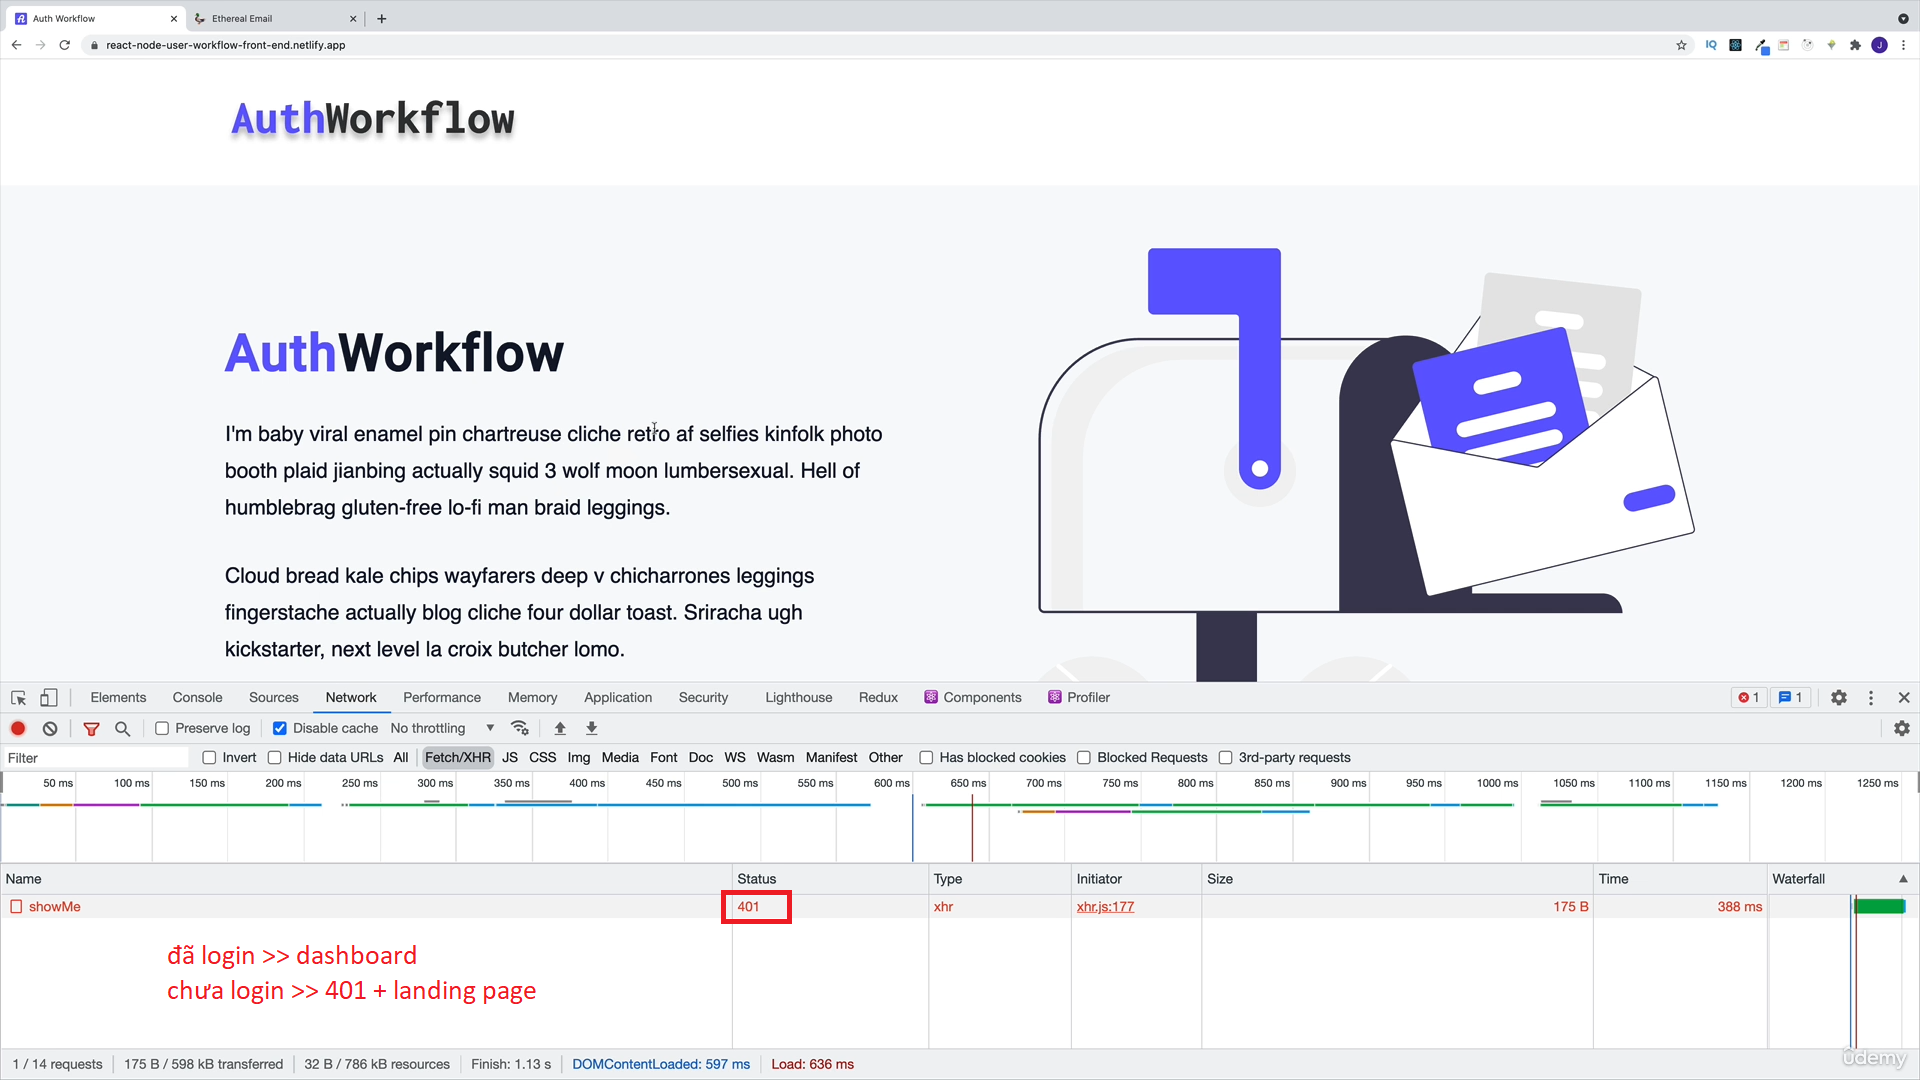 Auth Workflow
Ethereal Email
react-node-user-workflow-front-end.netlify.app
IQ
J
AuthWorkflow
AuthWorkflow
I'm baby viral enamel pin chartreuse cliche retro af selfies kinfolk photo
booth plaid jianbing actually squid 3 wolf moon lumbersexual. Hell of
humblebrag gluten-free lo-fi man braid leggings.
Cloud bread kale chips wayfarers deep v chicharrones leggings
fingerstache actually blog cliche four dollar toast. Sriracha ugh
kickstarter, next level la croix butcher lomo.
Elements Console Sources Network Performance Memory Application Security Lighthouse Redux Components Profiler 1 1
Preserve log Disable cache No throttling
Filter Invert Hide data URLs All Fetch/XHR JS CSS Img Media Font Doc WS Wasm Manifest Other Has blocked cookies Blocked Requests 3rd-party requests
50 ms 100 ms 150 ms 200 ms 250 ms 300 ms 350 ms 400 ms 450 ms 500 ms 550 ms 600 ms 650 ms 700 ms 750 ms 800 ms 850 ms 900 ms 950 ms 1000 ms 1050 ms 1100 ms 1150 ms 1200 ms 1250 ms
Name Status Type Initiator Size Time Waterfall
showMe 401 xhr xhr.js:177 175 B 388 ms
đã login >> dashboard
chưa login >> 401 + landing page
1 / 14 requests 175 B / 598 kB transferred 32 B / 786 kB resources Finish: 1.13 s DOMContentLoaded: 597 ms Load: 636 ms
ûdemy